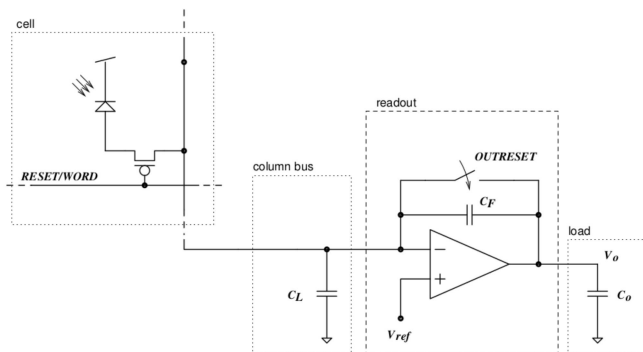 cell
readout
OUTRESET
column bus
RESET/WORD
C_F
load
V_o
−
+
C_L
C_o
V_ref